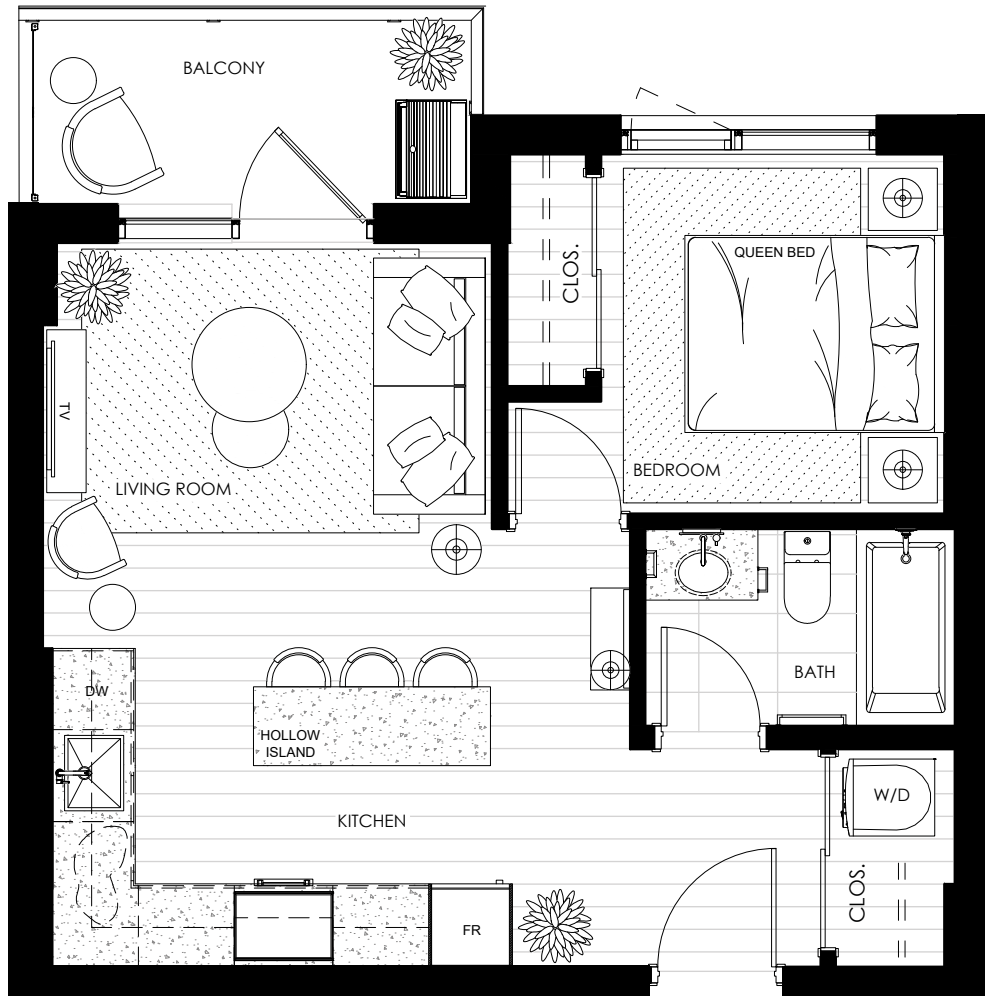 BALCONY
CLOS.
QUEEN BED
TV
LIVING ROOM
BEDROOM
DW
BATH
HOLLOW
ISLAND
W/D
KITCHEN
CLOS.
FR